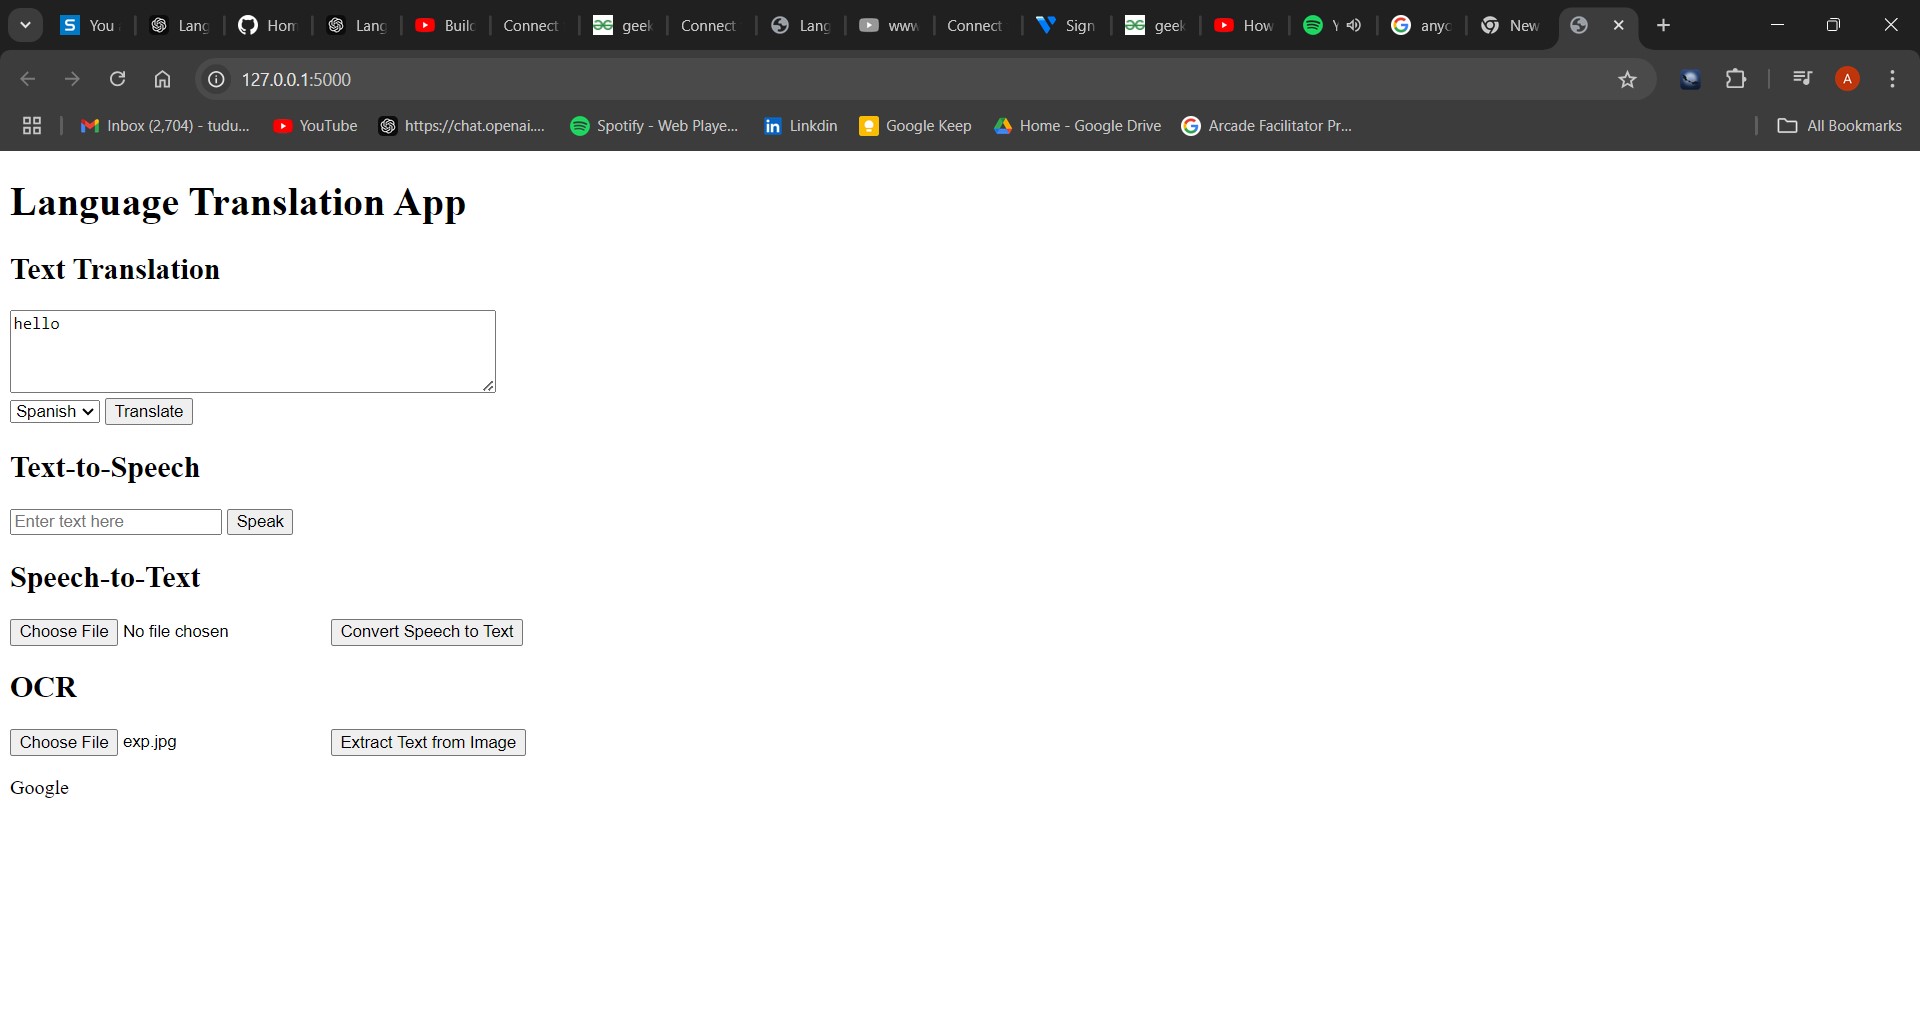 You
Lang
Hom
Lang
Build
Connect
geek
Connect
Lang
www
Connect
Sign
geek
How
Y
anyc
New
127.0.0.1:5000
A
Inbox (2,704) - tudu...
YouTube
https://chat.openai....
Spotify - Web Playe...
Linkdin
Google Keep
Home - Google Drive
Arcade Facilitator Pr...
All Bookmarks
Language Translation App
Text Translation
hello
Spanish Translate
Text-to-Speech
Enter text here Speak
Speech-to-Text
Choose File No file chosen Convert Speech to Text
OCR
Choose File exp.jpg Extract Text from Image
Google